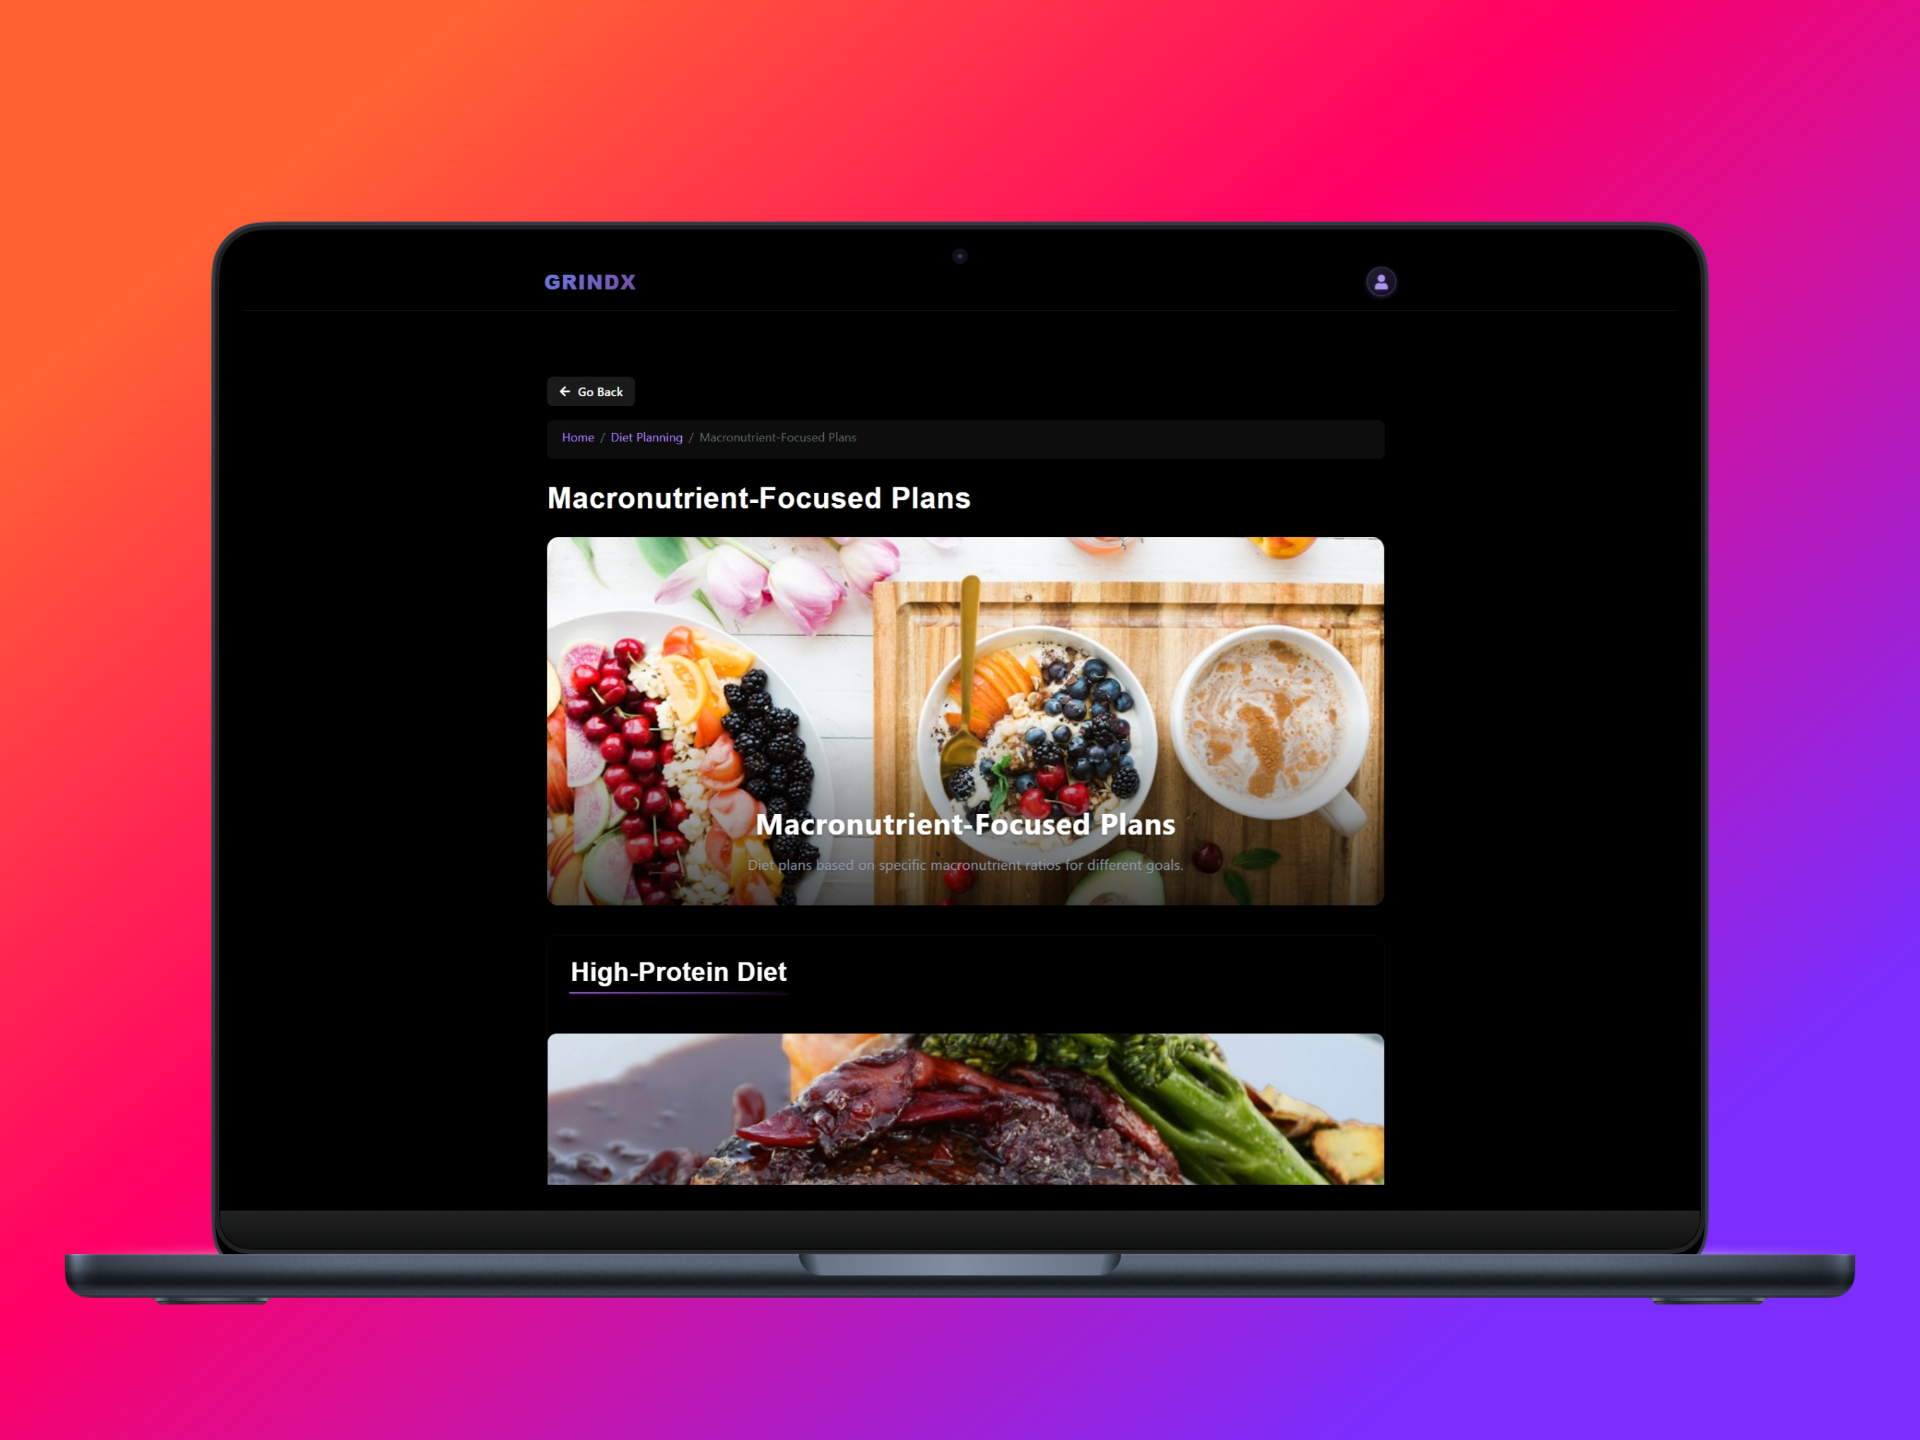 GRINDX
Go Back
Home / Diet Planning / Macronutrient-Focused Plans
Macronutrient-Focused Plans
Macronutrient-Focused Plans
Diet plans based on specific macronutrient ratios for different goals.
High-Protein Diet